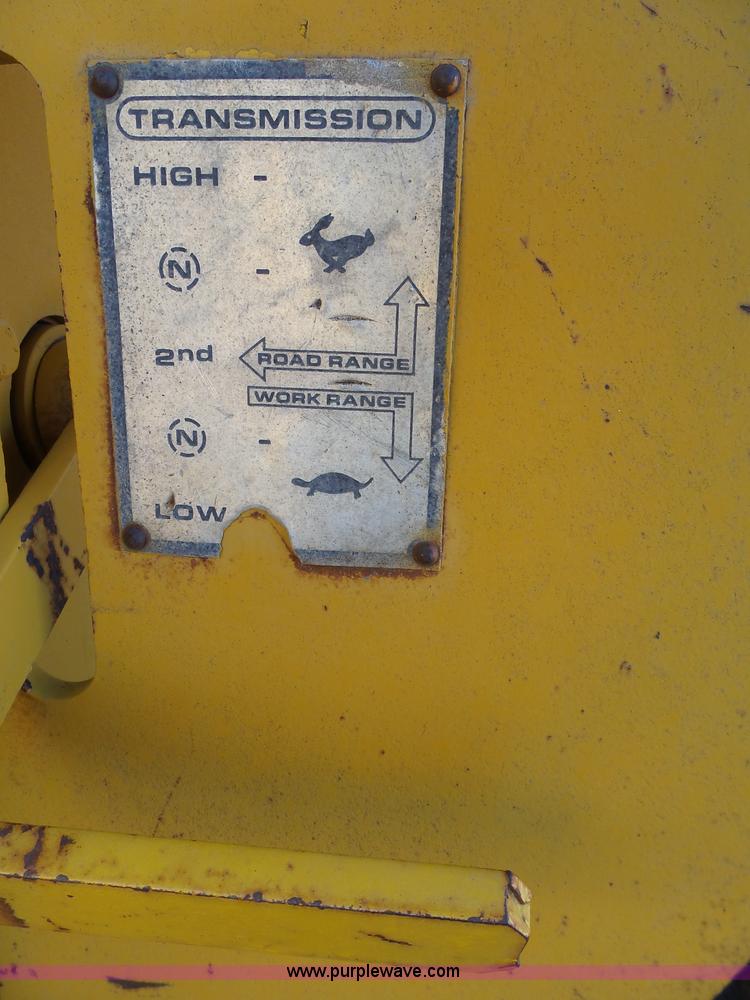 TRANSMISSION
HIGH -
N -
2nd ROAD RANGE
WORK RANGE
N -
LOW
www.purplewave.com